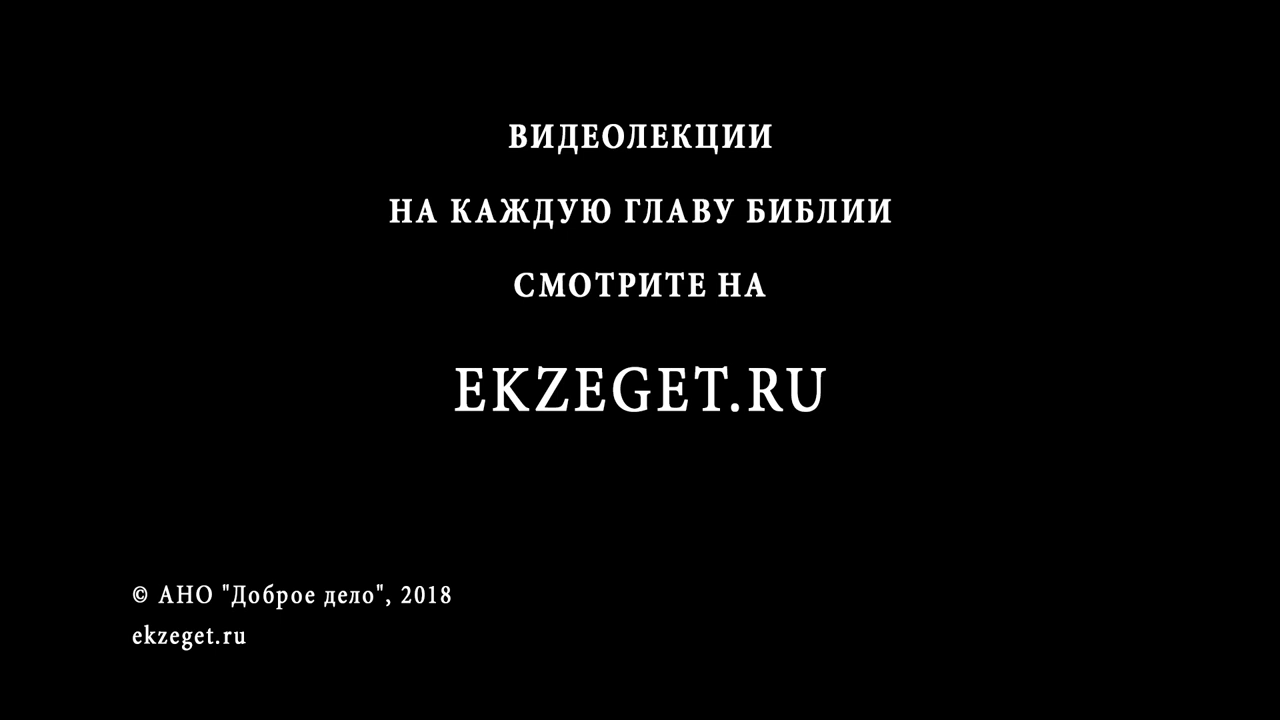 ВИДЕОЛЕКЦИИ
НА КАЖДУЮ ГЛАВУ БИБЛИИ
СМОТРИТЕ НА
EKZEGET.RU
© АНО "Доброе дело", 2018
ekzeget.ru